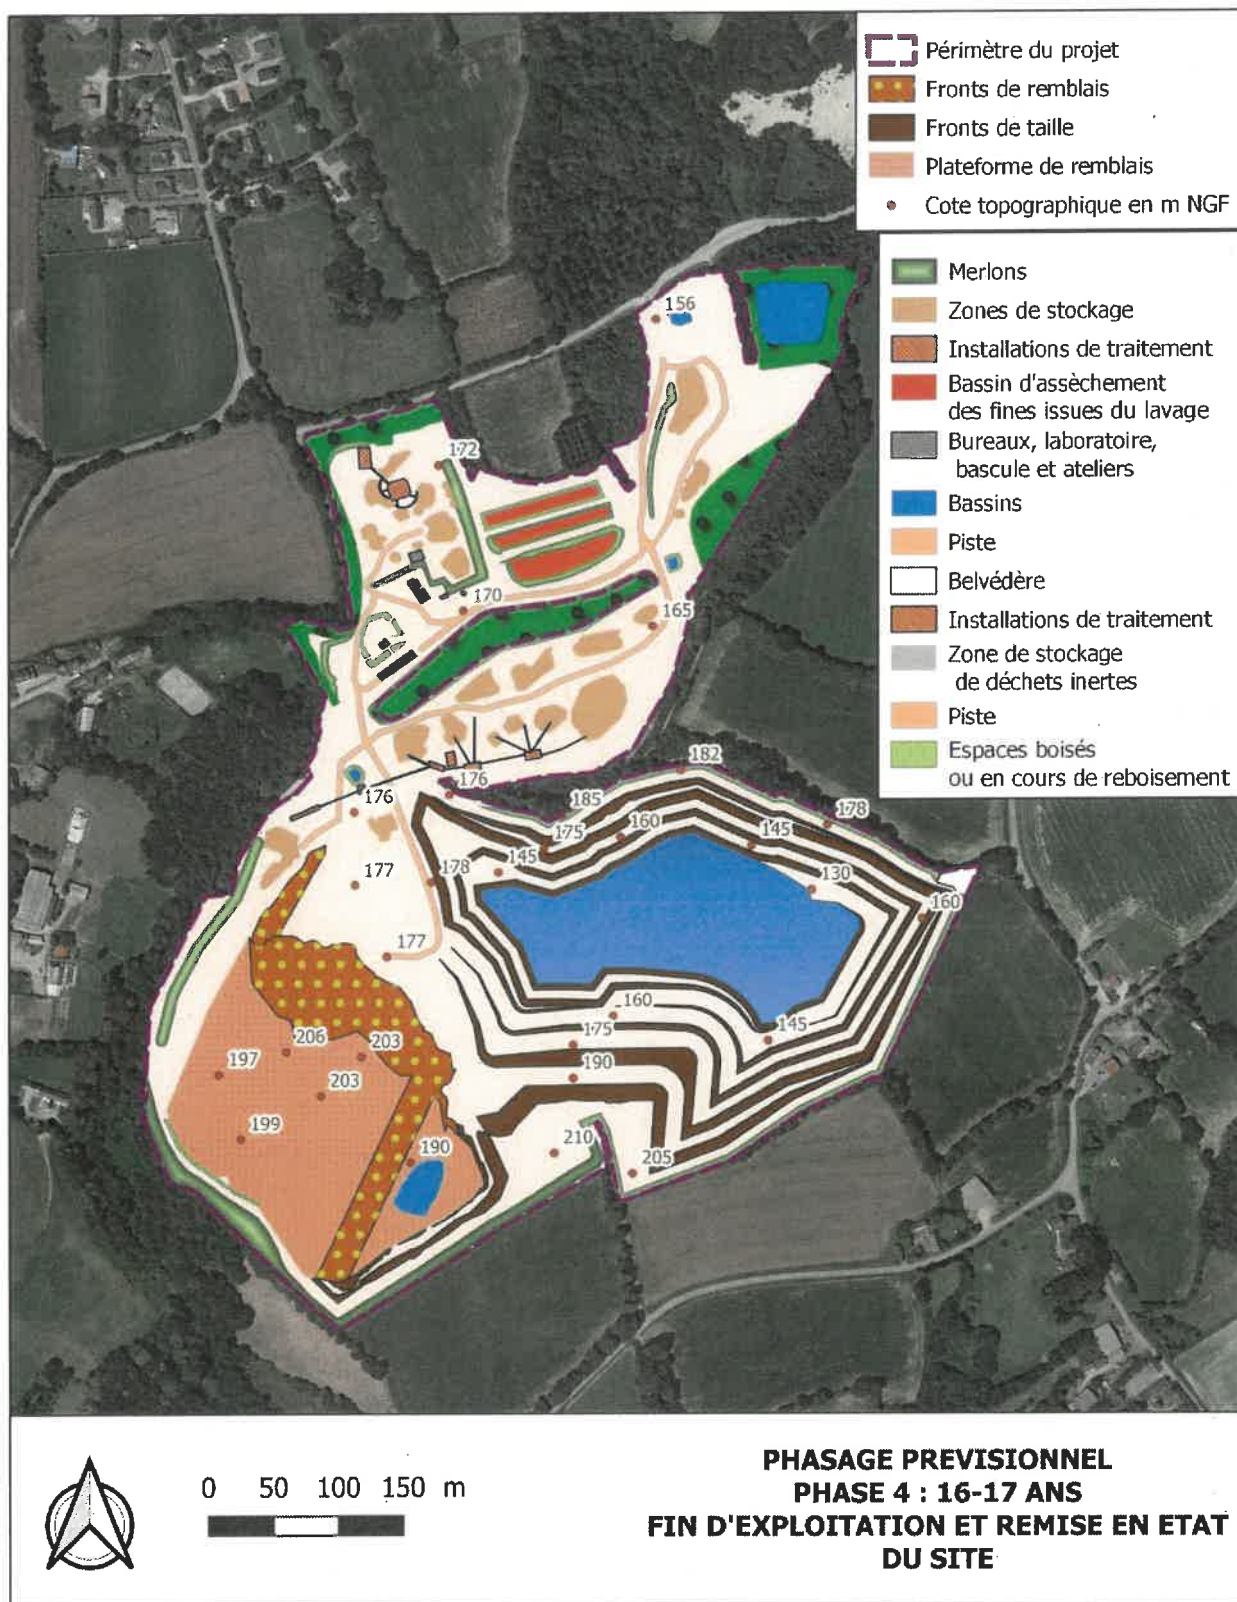 Périmètre du projet
Fronts de remblais
Fronts de taille
Plateforme de remblais
Cote topographique en m NGF
Merlons
Zones de stockage
Installations de traitement
Bassin d'assèchement
des fines issues du lavage
Bureaux, laboratoire,
bascule et ateliers
Bassins
Piste
Belvédère
Installations de traitement
Zone de stockage
de déchets inertes
Piste
Espaces boisés
ou en cours de reboisement
156
172
170
165
182
176
176
185
178
175
160
145
145
178
177
130
160
177
160
145
175
206
203
197
190
203
199
210
190
205
0 50 100 150 m
PHASAGE PREVISIONNEL
PHASE 4 : 16-17 ANS
FIN D'EXPLOITATION ET REMISE EN ETAT
DU SITE